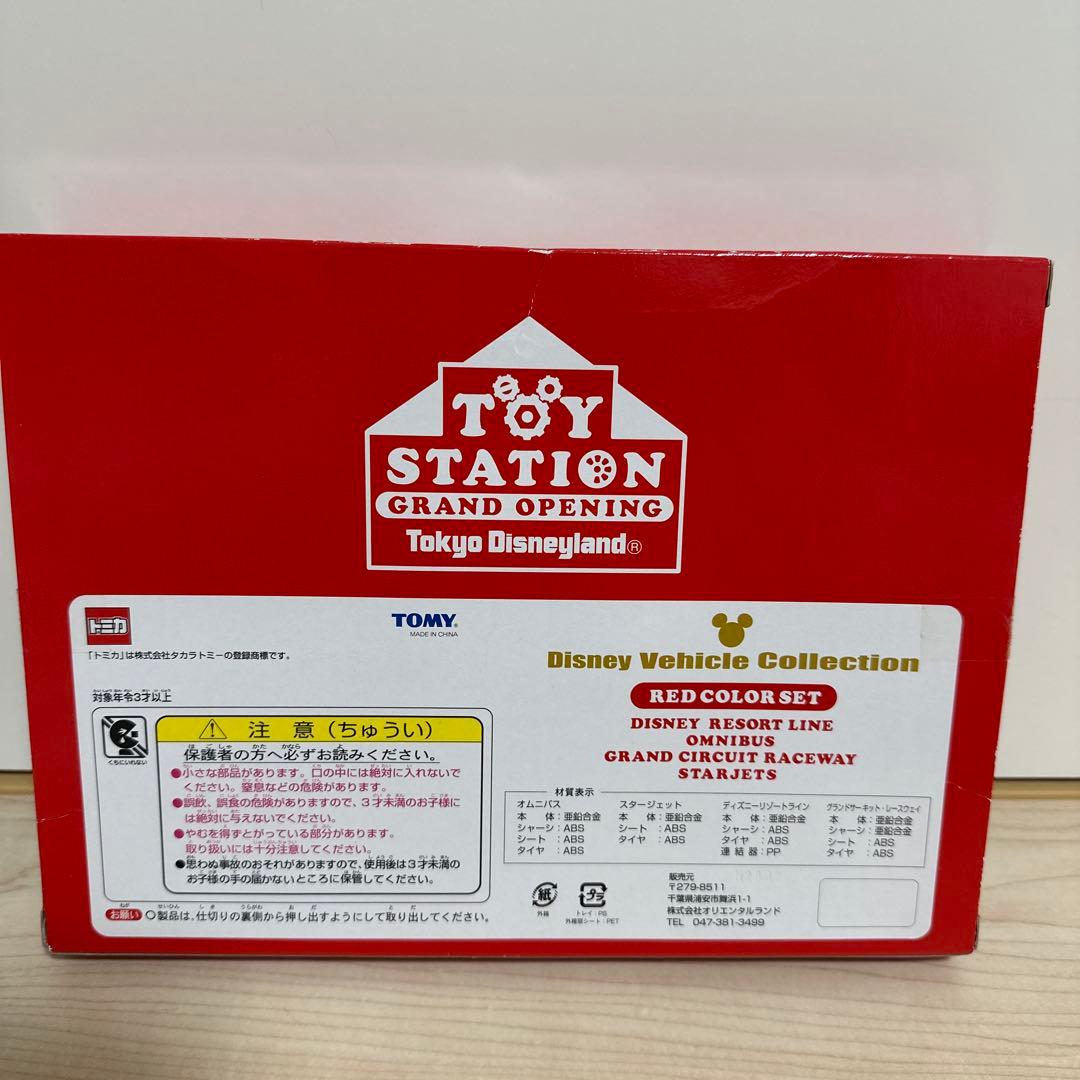 TOY
STATION
GRAND OPENING
Tokyo Disneyland®
トミカ
TOMY®
MADE IN CHINA
「トミカ」は株式会社タカラトミーの登録商標です。
対象年令3才以上
くちにいれない
注意(ちゅうい)
保護者の方へ必ずお読みください。
●小さな部品があります。口の中には絶対に入れないで
ください。窒息などの危険があります。
●誤飲、誤食の危険がありますので、3才未満のお子様に
は絶対に与えないでください。
●やむを得ずとがっている部分があります。
取り扱いには十分注意してください。
●思わぬ事故のおそれがありますので、使用後は3才未満の
お子様の手の届かないところに保管してください。
お願い ○製品は、仕切りの裏側から押し出すようにして取り出してください。
Disney Vehicle Collection
RED COLOR SET
DISNEY RESORT LINE
OMNIBUS
GRAND CIRCUIT RACEWAY
STARJETS
材質表示
オムニバス
本体:亜鉛合金
シャーシ:ABS
シート:ABS
タイヤ:ABS
スタージェット
本体:亜鉛合金
シート:ABS
タイヤ:ABS
ディズニーリゾートライン
本体:亜鉛合金
シャーシ:ABS
タイヤ:ABS
連結器:PP
グランドサーキット・レースウェイ
本体:亜鉛合金
シャーシ:亜鉛合金
シート:ABS
タイヤ:ABS
紙
外箱
プラ
トレイ:PS
外箱窓シート:PET
販売元
〒279-8511
千葉県浦安市舞浜1-1
株式会社オリエンタルランド
TEL 047-381-3499